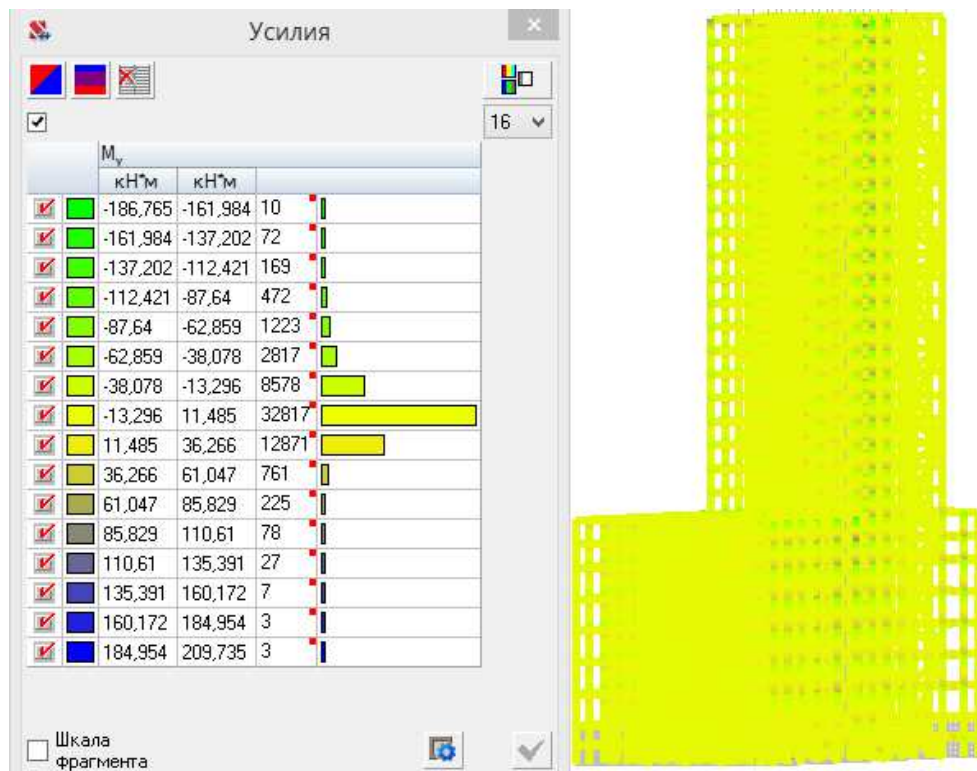 Усилия
16
My
кН*м кН*м
-186,765 -161,984 10
-161,984 -137,202 72
-137,202 -112,421 169
-112,421 -87,64 472
-87,64 -62,859 1223
-62,859 -38,078 2817
-38,078 -13,296 8578
-13,296 11,485 32817
11,485 36,266 12871
36,266 61,047 761
61,047 85,829 225
85,829 110,61 78
110,61 135,391 27
135,391 160,172 7
160,172 184,954 3
184,954 209,735 3
Шкала
фрагмента